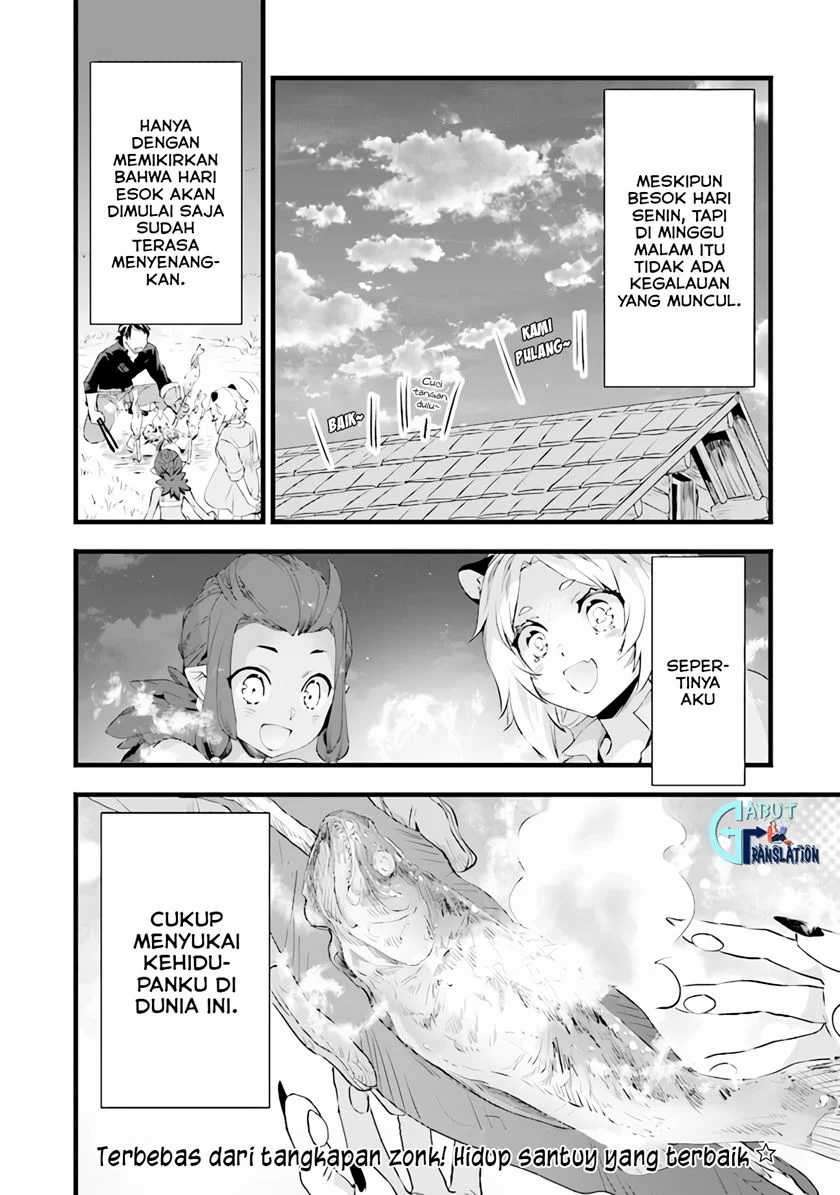 MESKIPUN
BESOK HARI
SENIN, TAPI
DI MINGGU
MALAM ITU
TIDAK ADA
KEGALAUAN
YANG MUNCUL.
KAMI
PULANG~
Cuci
tangan
dulu~
BAIK~
HANYA
DENGAN
MEMIKIRKAN
BAHWA HARI
ESOK AKAN
DIMULAI SAJA
SUDAH
TERASA
MENYENANG-
KAN.
SEPER-
TINYA
AKU
CUKUP
MENYUKAI
KEHIDU-
PANKU DI
DUNIA INI.
GABUT
TRANSLATION
Terbebas dari tangkapan zonk! Hidup santuy yang terbaik ☆